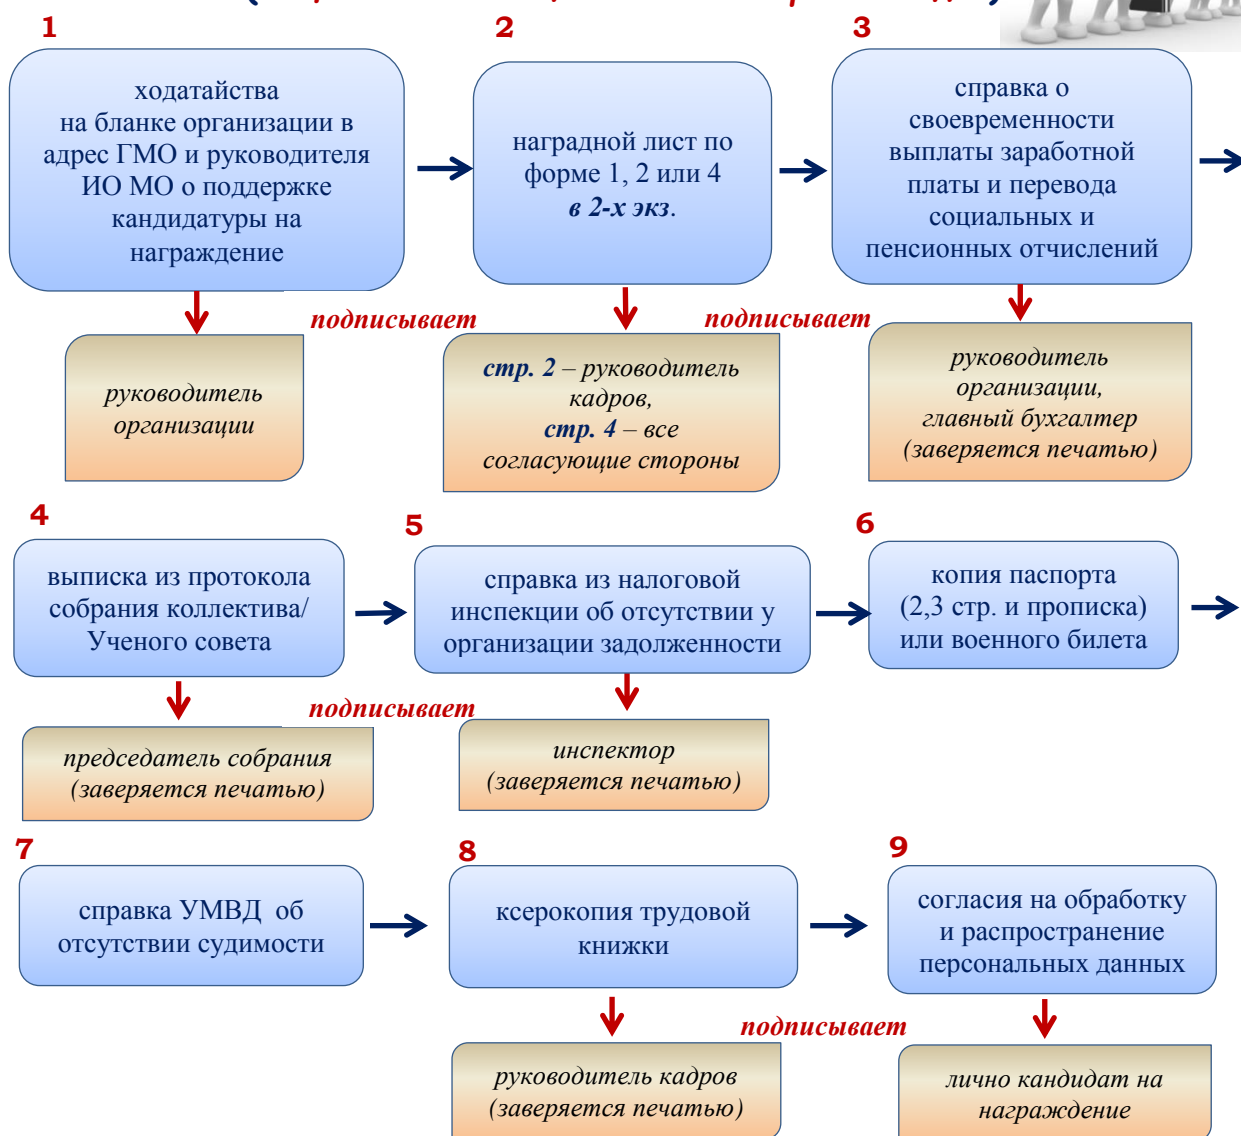 1
2
3
ходатайства
на бланке организации в
адрес ГМО и руководителя
ИО МО о поддержке
кандидатуры на
награждение
наградной лист по
форме 1, 2 или 4
в 2-х экз.
справка о
своевременности
выплаты заработной
платы и перевода
социальных и
пенсионных отчислений
подписывает
подписывает
руководитель
организации
стр. 2 – руководитель
кадров,
стр. 4 – все
согласующие стороны
руководитель
организации,
главный бухгалтер
(заверяется печатью)
4
5
6
выписка из протокола
собрания коллектива/
Ученого совета
справка из налоговой
инспекции об отсутствии у
организации задолженности
копия паспорта
(2,3 стр. и прописка)
или военного билета
подписывает
председатель собрания
(заверяется печатью)
инспектор
(заверяется печатью)
7
8
9
справка УМВД об
отсутствии судимости
ксерокопия трудовой
книжки
согласия на обработку
и распространение
персональных данных
подписывает
руководитель кадров
(заверяется печатью)
лично кандидат на
награждение